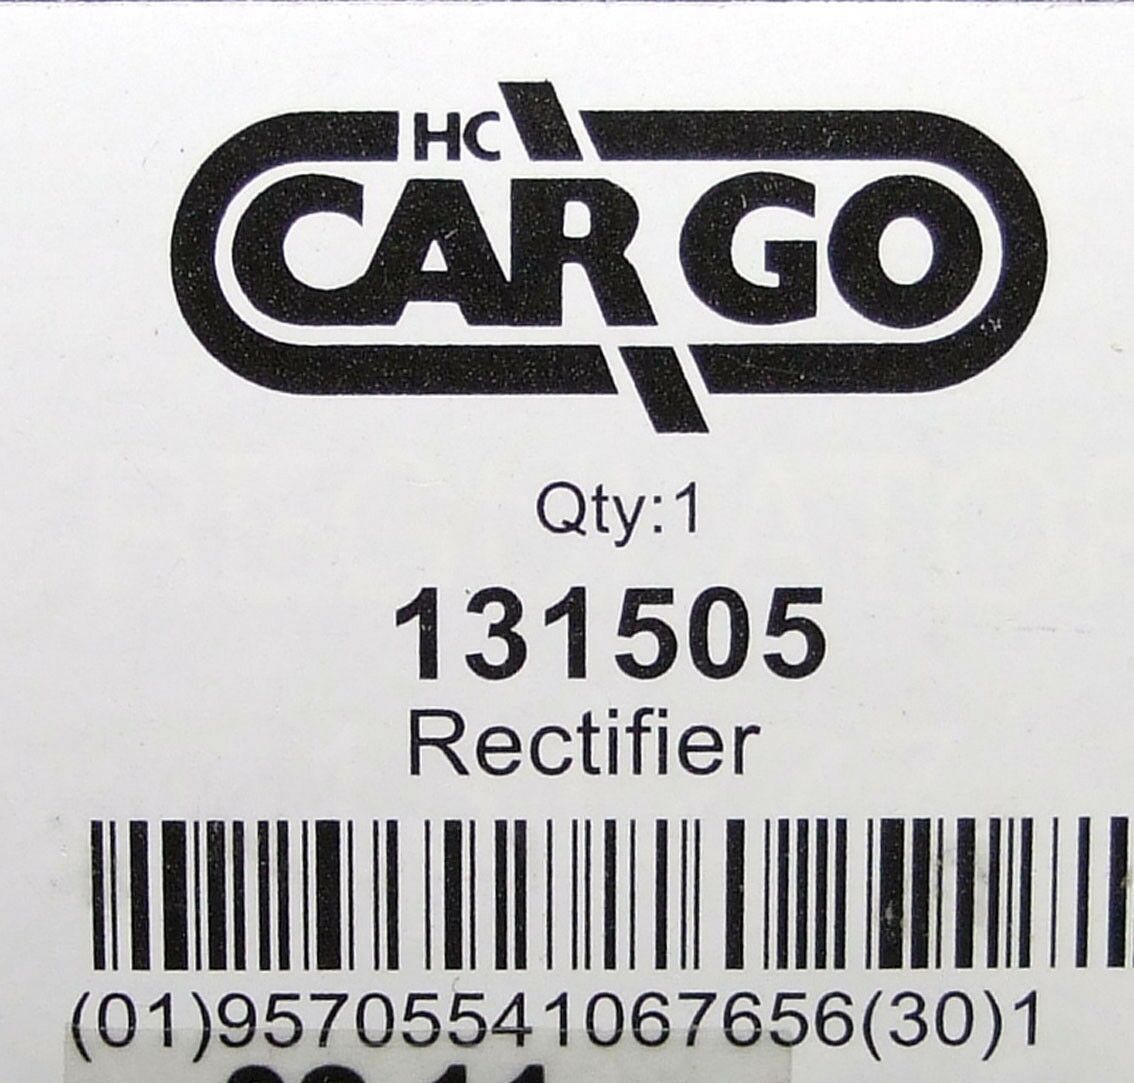 HC
CARGO
Qty:1
131505
Rectifier
(01)95705541067656(30)1